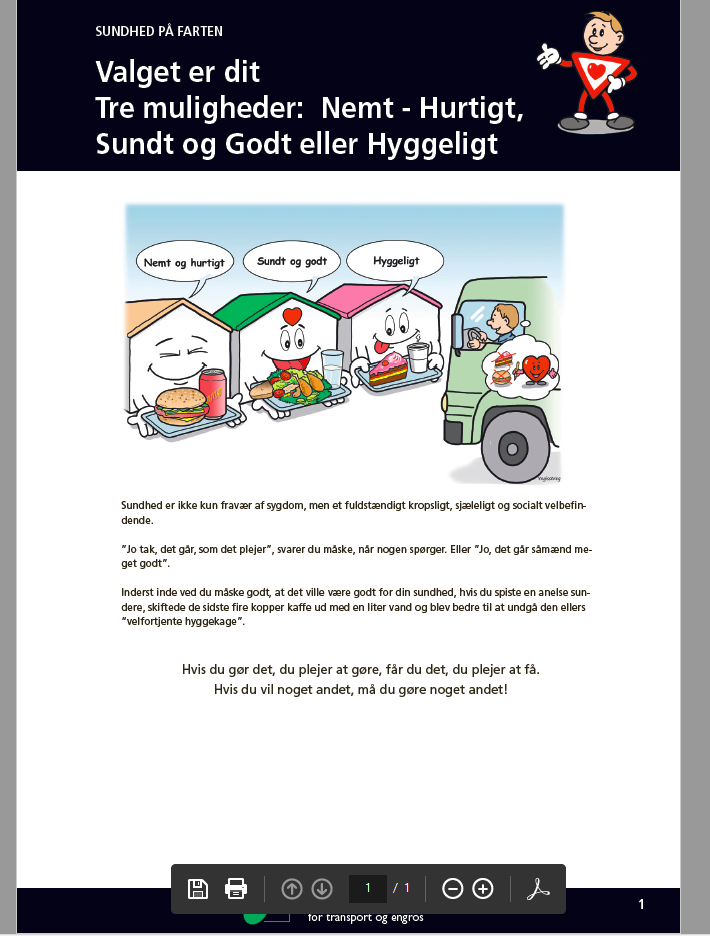 SUNDHED PÅ FARTEN
Valget er dit
Tre muligheder: Nemt - Hurtigt,
Sundt og Godt eller Hyggeligt
Nemt og hurtigt
Sundt og godt
Hyggeligt
Sundhed er ikke kun fravær af sygdom, men et fuldstændigt kropsligt, sjæleligt og socialt velbefin-
dende.
”Jo tak, det går, som det plejer”, svarer du måske, når nogen spørger. Eller ”Jo, det går såmænd me-
get godt”.
Inderst inde ved du måske godt, at det ville være godt for din sundhed, hvis du spiste en anelse sun-
dere, skiftede de sidste fire kopper kaffe ud med en liter vand og blev bedre til at undgå den ellers
“velfortjente hyggekage”.
Hvis du gør det, du plejer at gøre, får du det, du plejer at få.
Hvis du vil noget andet, må du gøre noget andet!
1 / 1
for transport og engros
1